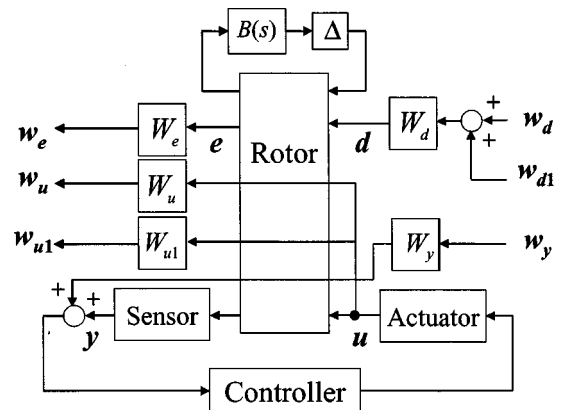 B(s) Δ
w_e W_e e Rotor d W_d + w_d
+
w_u W_u w_d1
w_u1 W_u1 W_y w_y
+ +
y Sensor u Actuator
Controller